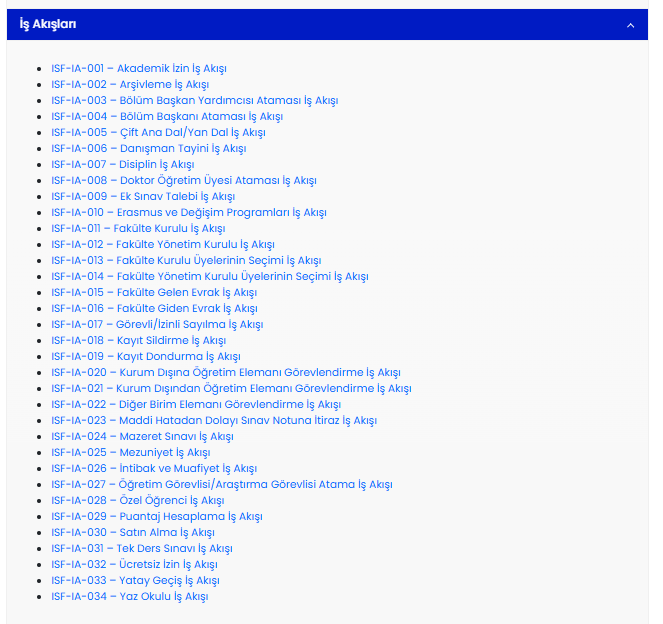 İş Akışları
ISF-IA-001 – Akademik İzin İş Akışı
ISF-IA-002 – Arşivleme İş Akışı
ISF-IA-003 – Bölüm Başkan Yardımcısı Ataması İş Akışı
ISF-IA-004 – Bölüm Başkanı Ataması İş Akışı
ISF-IA-005 – Çift Ana Dal/Yan Dal İş Akışı
ISF-IA-006 – Danışman Tayini İş Akışı
ISF-IA-007 – Disiplin İş Akışı
ISF-IA-008 – Doktor Öğretim Üyesi Ataması İş Akışı
ISF-IA-009 – Ek Sınav Talebi İş Akışı
ISF-IA-010 – Erasmus ve Değişim Programları İş Akışı
ISF-IA-011 – Fakülte Kurulu İş Akışı
ISF-IA-012 – Fakülte Yönetim Kurulu İş Akışı
ISF-IA-013 – Fakülte Kurulu Üyelerinin Seçimi İş Akışı
ISF-IA-014 – Fakülte Yönetim Kurulu Üyelerinin Seçimi İş Akışı
ISF-IA-015 – Fakülte Gelen Evrak İş Akışı
ISF-IA-016 – Fakülte Giden Evrak İş Akışı
ISF-IA-017 – Görevli/İzinli Sayılma İş Akışı
ISF-IA-018 – Kayıt Sildirme İş Akışı
ISF-IA-019 – Kayıt Dondurma İş Akışı
ISF-IA-020 – Kurum Dışına Öğretim Elemanı Görevlendirme İş Akışı
ISF-IA-021 – Kurum Dışından Öğretim Elemanı Görevlendirme İş Akışı
ISF-IA-022 – Diğer Birim Elemanı Görevlendirme İş Akışı
ISF-IA-023 – Maddi Hatadan Dolayı Sınav Notuna İtiraz İş Akışı
ISF-IA-024 – Mazeret Sınavı İş Akışı
ISF-IA-025 – Mezuniyet İş Akışı
ISF-IA-026 – İntibak ve Muafiyet İş Akışı
ISF-IA-027 – Öğretim Görevlisi/Araştırma Görevlisi Atama İş Akışı
ISF-IA-028 – Özel Öğrenci İş Akışı
ISF-IA-029 – Puantaj Hesaplama İş Akışı
ISF-IA-030 – Satın Alma İş Akışı
ISF-IA-031 – Tek Ders Sınavı İş Akışı
ISF-IA-032 – Ücretsiz İzin İş Akışı
ISF-IA-033 – Yatay Geçiş İş Akışı
ISF-IA-034 – Yaz Okulu İş Akışı